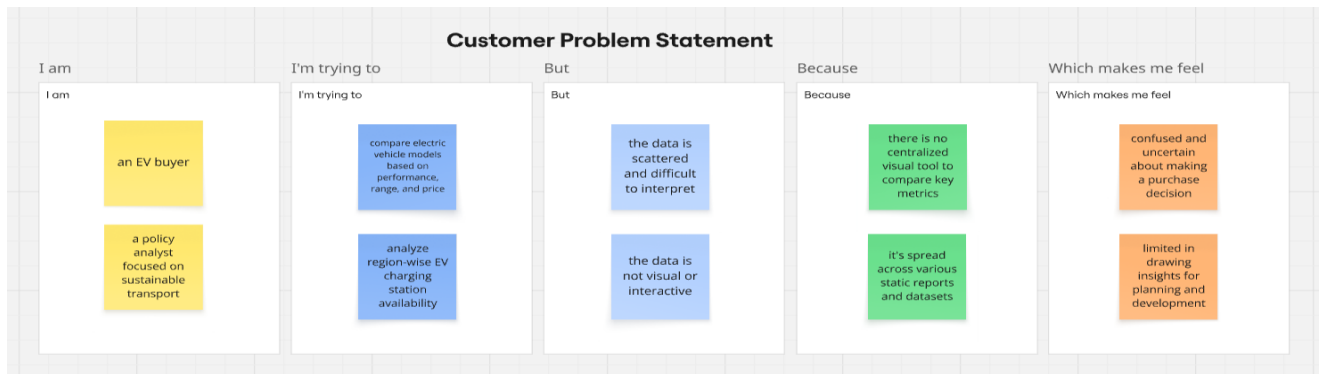 Customer Problem Statement
I am
I'm trying to
But
Because
Which makes me feel
I am
I'm trying to
But
Because
Which makes me feel
an EV buyer
compare electric
vehicle models
based on
performance,
range, and price
the data is
scattered
and difficult
to interpret
there is no
centralized
visual tool to
compare key
metrics
confused and
uncertain
about making
a purchase
decision
a policy
analyst
focused on
sustainable
transport
analyze
region-wise EV
charging
station
availability
the data is
not visual or
interactive
it's spread
across various
static reports
and datasets
limited in
drawing
insights for
planning and
development